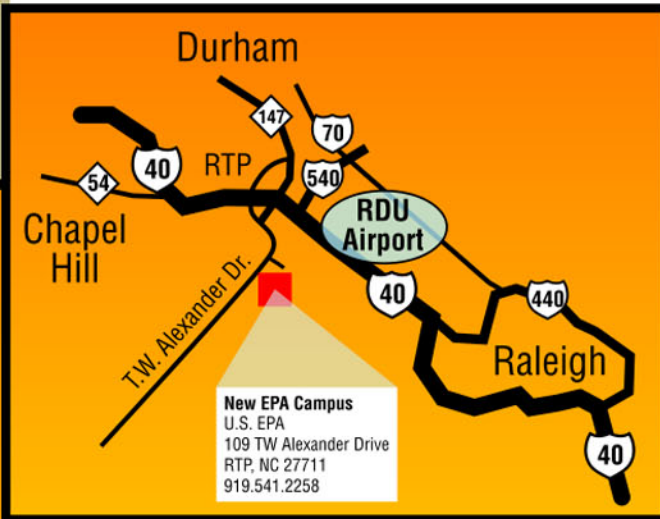 Durham
147
70
40
RTP
540
54
RDU
Airport
Chapel
Hill
T.W. Alexander Dr.
40
440
Raleigh
New EPA Campus
U.S. EPA
109 TW Alexander Drive
RTP, NC 27711
919.541.2258
40